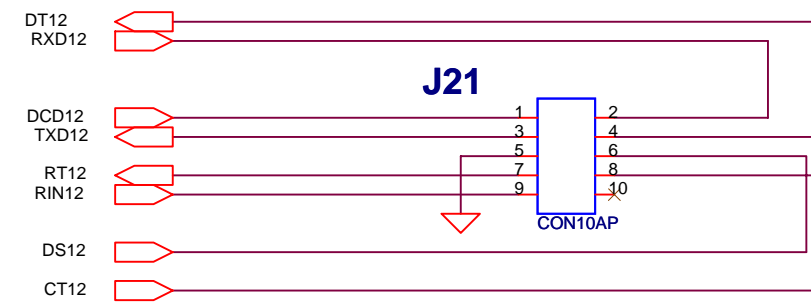 DT12
RXD12
J21
DCD12
1
2
TXD12
3
4
5
6
RT12
7
8
RIN12
9
10
CON10AP
DS12
CT12